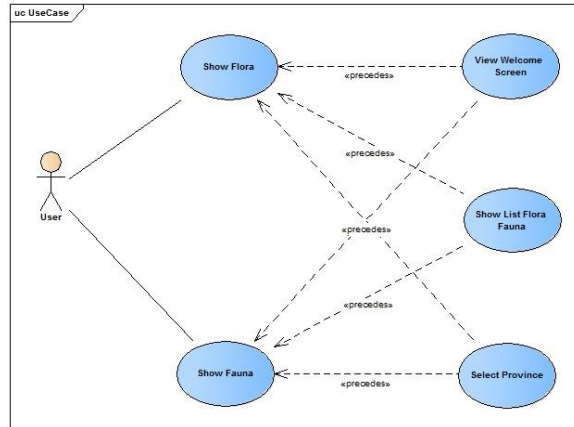 uc UseCase
Show Flora
View Welcome
Screen
«precedes»
«precedes»
User
Show List Flora
Fauna
«precedes»
«precedes»
Show Fauna
Select Province
«precedes»